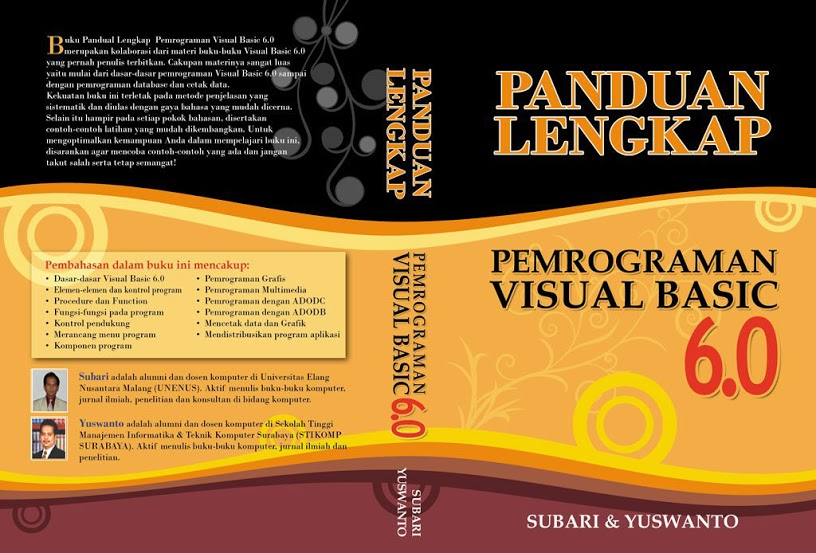 Buku Pandual Lengkap  Pemrograman Visual Basic 6.0
merupakan kolaborasi dari materi buku-buku Visual Basic 6.0
yang pernah penulis terbitkan. Cakupan materinya sangat luas
yaitu mulai dari dasar-dasar pemrograman Visual Basic 6.0 sampai
dengan pemrograman database dan cetak data.
Kekuatan buku ini terletak pada metode penjelasan yang
sistematik dan diulas dengan gaya bahasa yang mudah dicerna.
Selain itu hampir pada setiap pokok bahasan, disertakan
contoh-contoh latihan yang mudah dikembangkan. Untuk
mengoptimalkan kemampuan Anda dalam mempelajari buku ini,
disarankan agar mencoba contoh-contoh yang ada dan jangan
takut salah serta tetap semangat!
Pembahasan dalam buku ini mencakup:
• Dasar-dasar Visual Basic 6.0
• Elemen-elemen dan kontrol program
• Procedure dan Function
• Fungsi-fungsi pada program
• Kontrol pendukung
• Merancang menu program
• Komponen program
• Pemrograman Grafis
• Pemrograman Multimedia
• Pemrograman dengan ADODC
• Pemrograman dengan ADODB
• Mencetak data dan Grafik
• Mendistribusikan program aplikasi
Subari adalah alumni dan dosen komputer di Universitas Elang
Nusantara Malang (UNENUS). Aktif menulis buku-buku komputer,
jurnal ilmiah, penelitian dan konsultan di bidang komputer.
Yuswanto adalah alumni dan dosen komputer di Sekolah Tinggi
Manajemen Informatika & Teknik Komputer Surabaya (STIKOMP
SURABAYA). Aktif menulis buku-buku komputer, jurnal ilmiah dan
penelitian.
PANDUAN
LENGKAP
PEMROGRAMAN
VISUAL BASIC 6.0
SUBARI
YUSWANTO
PANDUAN
LENGKAP
PEMROGRAMAN
VISUAL BASIC
6.0
SUBARI & YUSWANTO